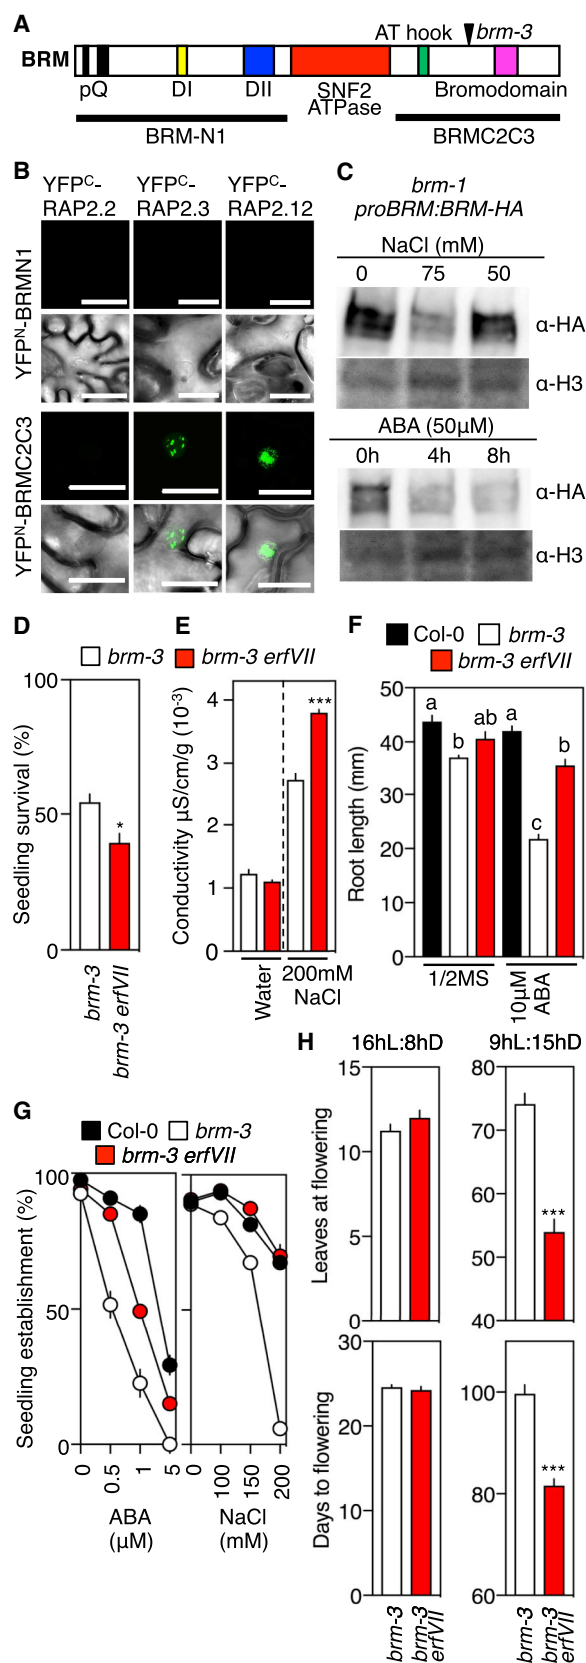 A
AT hook brm-3
BRM
pQ DI DII SNF2 ATPase Bromodomain
BRM-N1 BRMC2C3
B
YFPC-RAP2.2 YFPC-RAP2.3 YFPC-RAP2.12
YFPN-BRMN1
YFPN-BRMC2C3
C
brm-1
proBRM:BRM-HA
NaCl (mM)
0 75 50
α-HA
α-H3
ABA (50μM)
0h 4h 8h
α-HA
α-H3
D
brm-3 brm-3 erfVII
Seedling survival (%)
100
50
0
*
brm-3
brm-3 erfVII
E
Conductivity μS/cm/g (10-3)
4
3
2
1
0
***
Water
200mM NaCl
F
Col-0 brm-3
brm-3 erfVII
Root length (mm)
50
40
30
20
10
0
a b ab a c b
1/2MS
10μM ABA
G
Col-0 brm-3
brm-3 erfVII
Seedling establishment (%)
100
50
0
0 0.5 1 5
ABA
(μM)
0 100 150 200
NaCl
(mM)
H
16hL:8hD 9hL:15hD
Leaves at flowering
15
10
5
0
80
70
60
50
40
***
Days to flowering
30
20
10
0
100
80
60
***
brm-3
brm-3 erfVII
brm-3
brm-3 erfVII